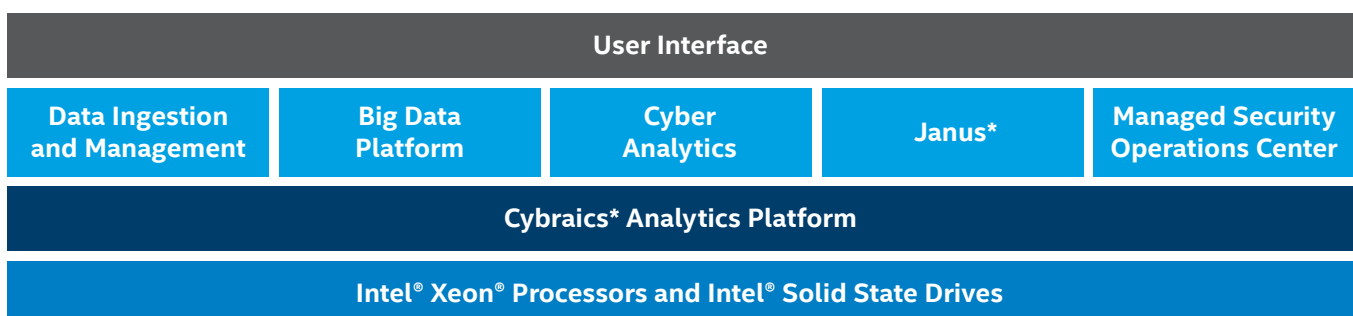 User Interface
Data Ingestion
and Management
Big Data
Platform
Cyber
Analytics
Janus*
Managed Security
Operations Center
Cybraics* Analytics Platform
Intel® Xeon® Processors and Intel® Solid State Drives